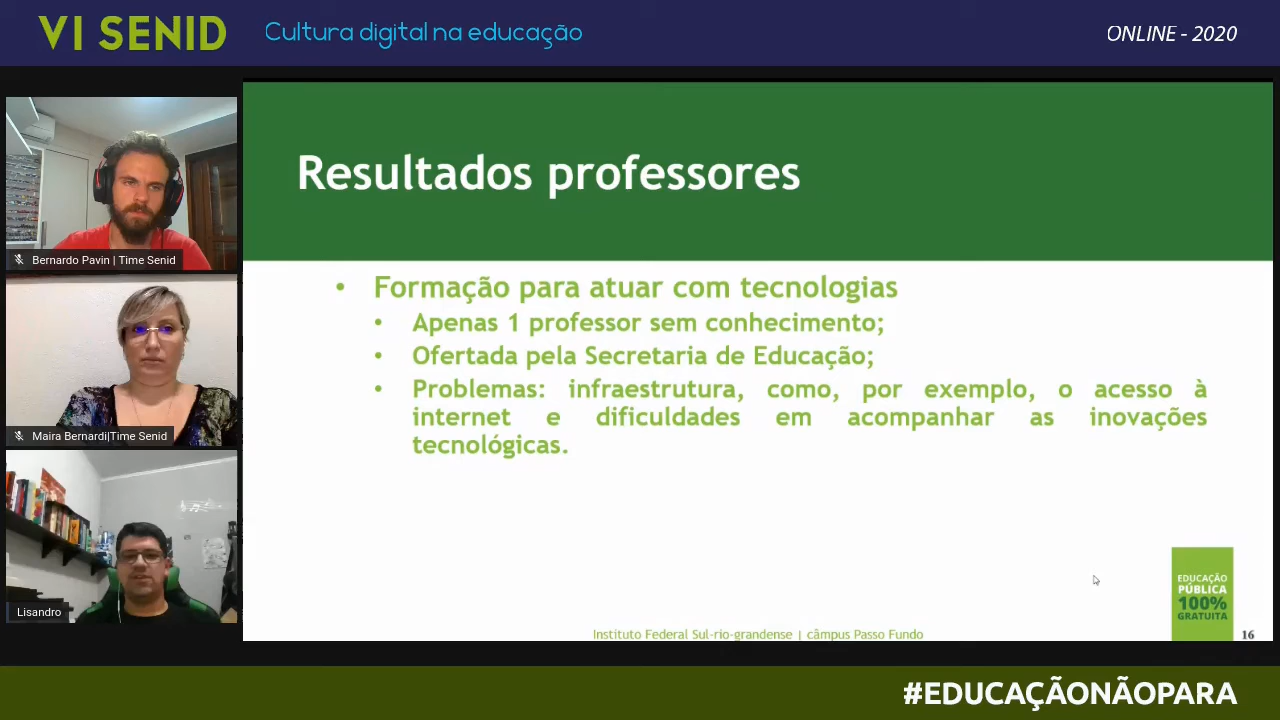 VI SENID
Cultura digital na educação
ONLINE - 2020
Resultados professores
• Formação para atuar com tecnologias
• Apenas 1 professor sem conhecimento;
• Ofertada pela Secretaria de Educação;
• Problemas: infraestrutura, como, por exemplo, o acesso à
internet e dificuldades em acompanhar as inovações
tecnológicas.
Bernardo Pavin | Time Senid
Maira Bernardi|Time Senid
Lisandro
EDUCAÇÃO
PÚBLICA
100%
GRATUITA
Instituto Federal Sul-rio-grandense | câmpus Passo Fundo
16
#EDUCAÇÃONÃOPARA